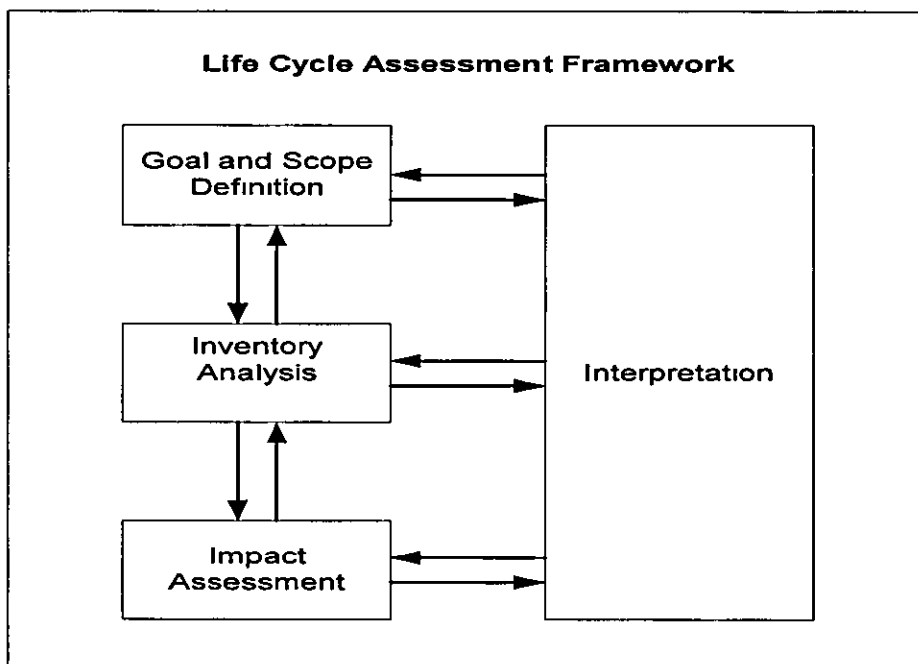 Life Cycle Assessment Framework
Goal and Scope
Definition
Inventory
Analysis
Interpretation
Impact
Assessment